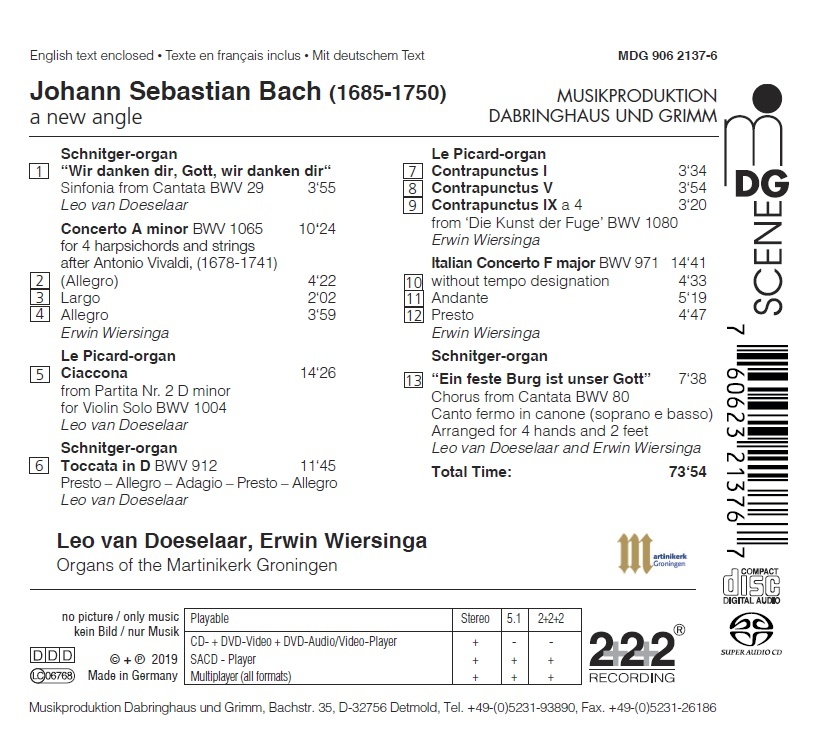 English text enclosed • Texte en français inclus • Mit deutschem Text
MDG 906 2137-6
Johann Sebastian Bach (1685-1750)
a new angle
MUSIKPRODUKTION
DABRINGHAUS UND GRIMM
Schnitger-organ
1 “Wir danken dir, Gott, wir danken dir“
Sinfonia from Cantata BWV 29 3‘55
Leo van Doeselaar
Concerto A minor BWV 1065 10‘24
for 4 harpsichords and strings
after Antonio Vivaldi, (1678-1741)
2 (Allegro) 4‘22
3 Largo 2‘02
4 Allegro 3‘59
Erwin Wiersinga
Le Picard-organ
5 Ciaccona 14‘26
from Partita Nr. 2 D minor
for Violin Solo BWV 1004
Leo van Doeselaar
Schnitger-organ
6 Toccata in D BWV 912 11‘45
Presto – Allegro – Adagio – Presto – Allegro
Leo van Doeselaar
Le Picard-organ
7 Contrapunctus I 3‘34
8 Contrapunctus V 3‘54
9 Contrapunctus IX a 4 3‘20
from ‘Die Kunst der Fuge’ BWV 1080
Erwin Wiersinga
Italian Concerto F major BWV 971 14‘41
10 without tempo designation 4‘33
11 Andante 5‘19
12 Presto 4‘47
Erwin Wiersinga
Schnitger-organ
13 “Ein feste Burg ist unser Gott” 7‘38
Chorus from Cantata BWV 80
Canto fermo in canone (soprano e basso)
Arranged for 4 hands and 2 feet
Leo van Doeselaar and Erwin Wiersinga
Total Time: 73‘54
mDG
SCENE
7 60623 21376 7
Leo van Doeselaar, Erwin Wiersinga
Organs of the Martinikerk Groningen
Martinikerk
Groningen
COMPACT
disc
DIGITAL AUDIO
SUPER AUDIO CD
no picture / only music
kein Bild / nur Musik
DDD
© + ℗ 2019
LC 06768
Made in Germany
Playable Stereo 5.1 2+2+2
CD- + DVD-Video + DVD-Audio/Video-Player + - -
SACD - Player + + +
Multiplayer (all formats) + + +
2+2+2®
RECORDING
Musikproduktion Dabringhaus und Grimm, Bachstr. 35, D-32756 Detmold, Tel. +49-(0)5231-93890, Fax. +49-(0)5231-26186